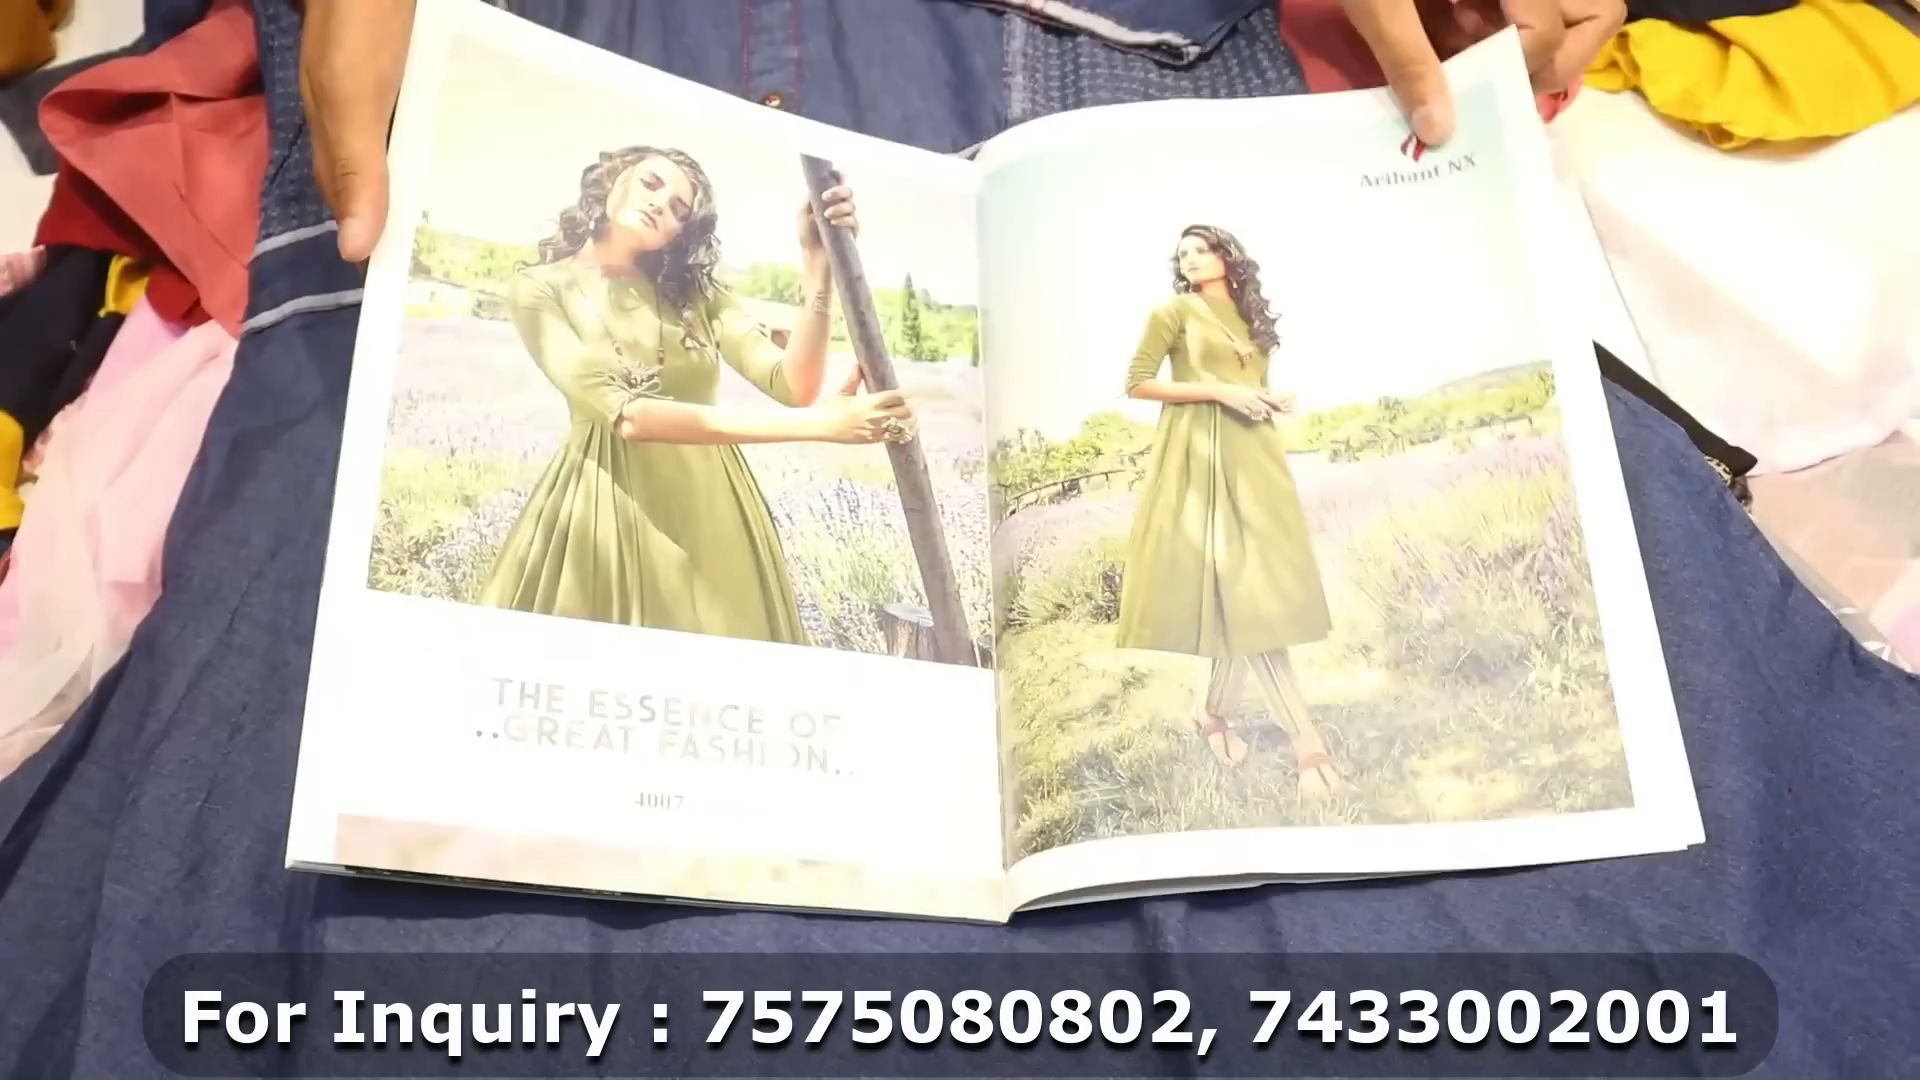 Arihant NX
THE ESSENCE OF
..GREAT FASHION..
4007
For Inquiry : 7575080802, 7433002001